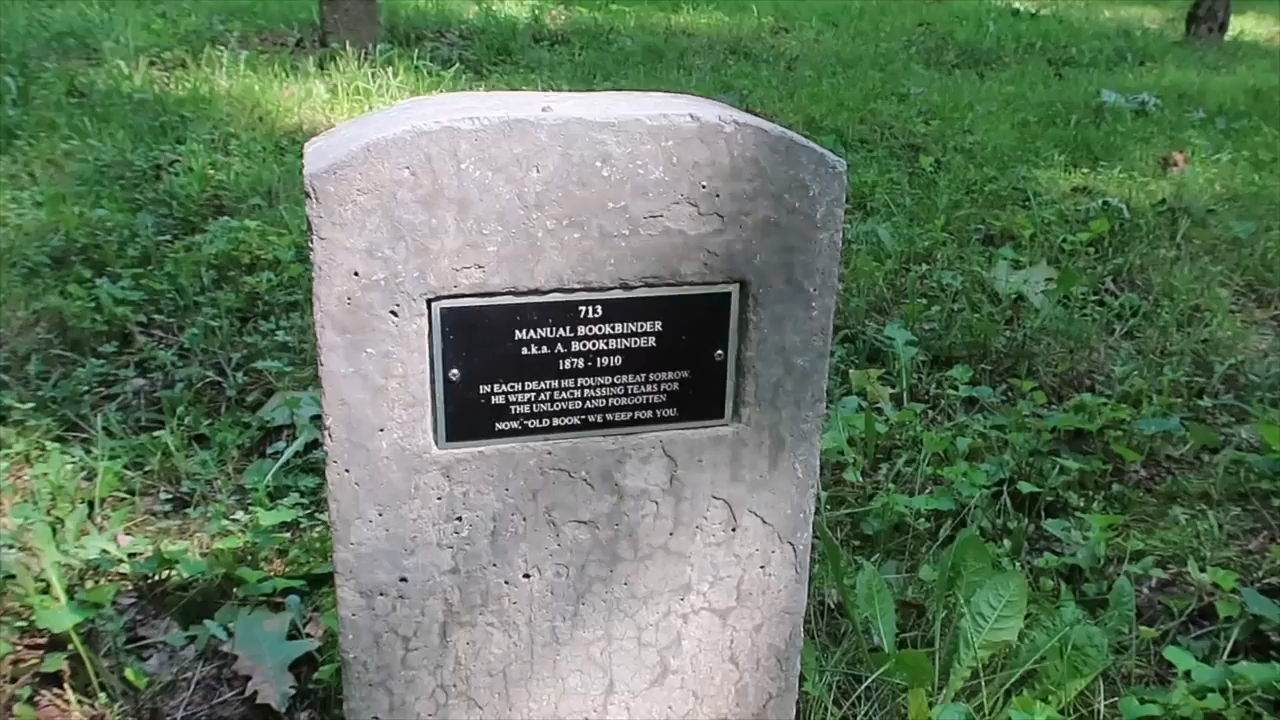 713
MANUAL BOOKBINDER
a.k.a. A. BOOKBINDER
1878 - 1910
IN EACH DEATH HE FOUND GREAT SORROW.
HE WEPT AT EACH PASSING TEARS FOR
THE UNLOVED AND FORGOTTEN
NOW, "OLD BOOK" WE WEEP FOR YOU.